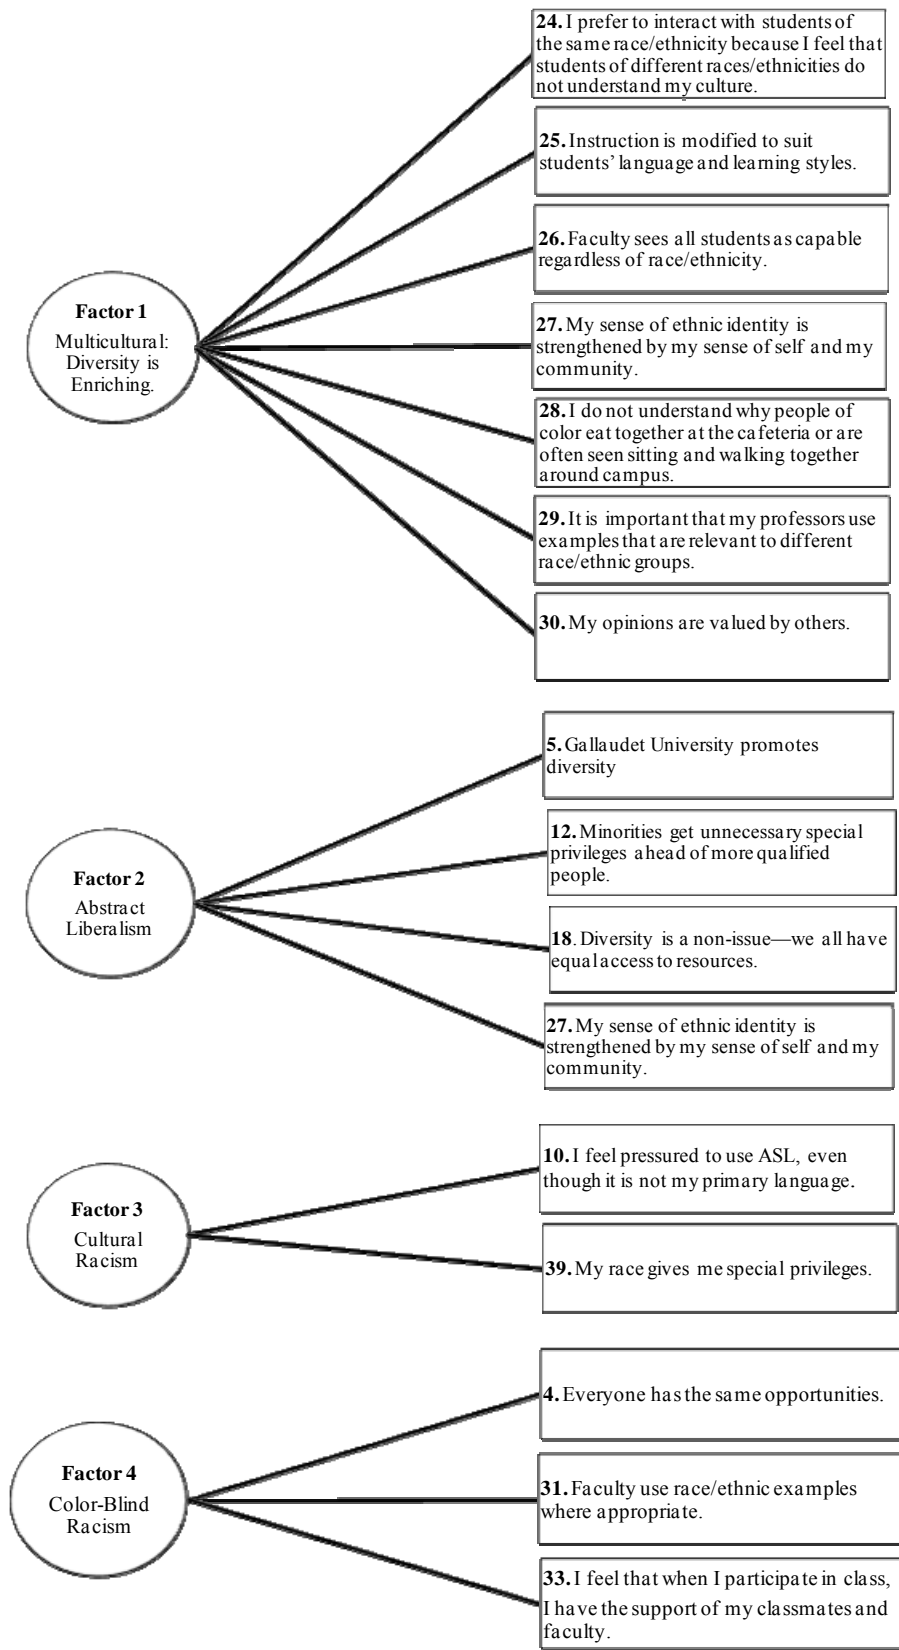 24. I prefer to interact with students of
the same race/ethnicity because I feel that
students of different races/ethnicities do
not understand my culture.
25. Instruction is modified to suit
students' language and learning styles.
26. Faculty sees all students as capable
regardless of race/ethnicity.
Factor 1
Multicultural:
Diversity is
Enriching.
27. My sense of ethnic identity is
strengthened by my sense of self and my
community.
28. I do not understand why people of
color eat together at the cafeteria or are
often seen sitting and walking together
around campus.
29. It is important that my professors use
examples that are relevant to different
race/ethnic groups.
30. My opinions are valued by others.
5. Gallaudet University promotes
diversity
12. Minorities get unnecessary special
privileges ahead of more qualified
people.
Factor 2
Abstract
Liberalism
18. Diversity is a non-issue—we all have
equal access to resources.
27. My sense of ethnic identity is
strengthened by my sense of self and my
community.
10. I feel pressured to use ASL, even
though it is not my primary language.
Factor 3
Cultural
Racism
39. My race gives me special privileges.
4. Everyone has the same opportunities.
Factor 4
Color-Blind
Racism
31. Faculty use race/ethnic examples
where appropriate.
33. I feel that when I participate in class,
I have the support of my classmates and
faculty.